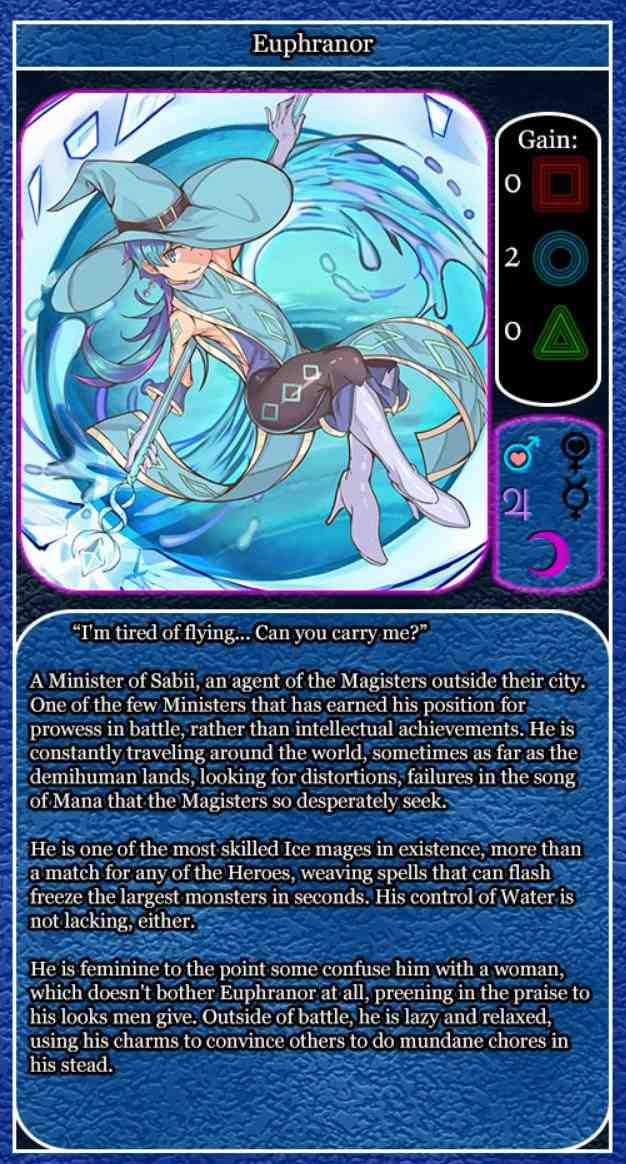 Euphranor
Gain:
0
2
0
“I'm tired of flying... Can you carry me?”
A Minister of Sabii, an agent of the Magisters outside their city.
One of the few Ministers that has earned his position for
prowess in battle, rather than intellectual achievements. He is
constantly traveling around the world, sometimes as far as the
demihuman lands, looking for distortions, failures in the song
of Mana that the Magisters so desperately seek.
He is one of the most skilled Ice mages in existence, more than
a match for any of the Heroes, weaving spells that can flash
freeze the largest monsters in seconds. His control of Water is
not lacking, either.
He is feminine to the point some confuse him with a woman,
which doesn't bother Euphranor at all, preening in the praise to
his looks men give. Outside of battle, he is lazy and relaxed,
using his charms to convince others to do mundane chores in
his stead.